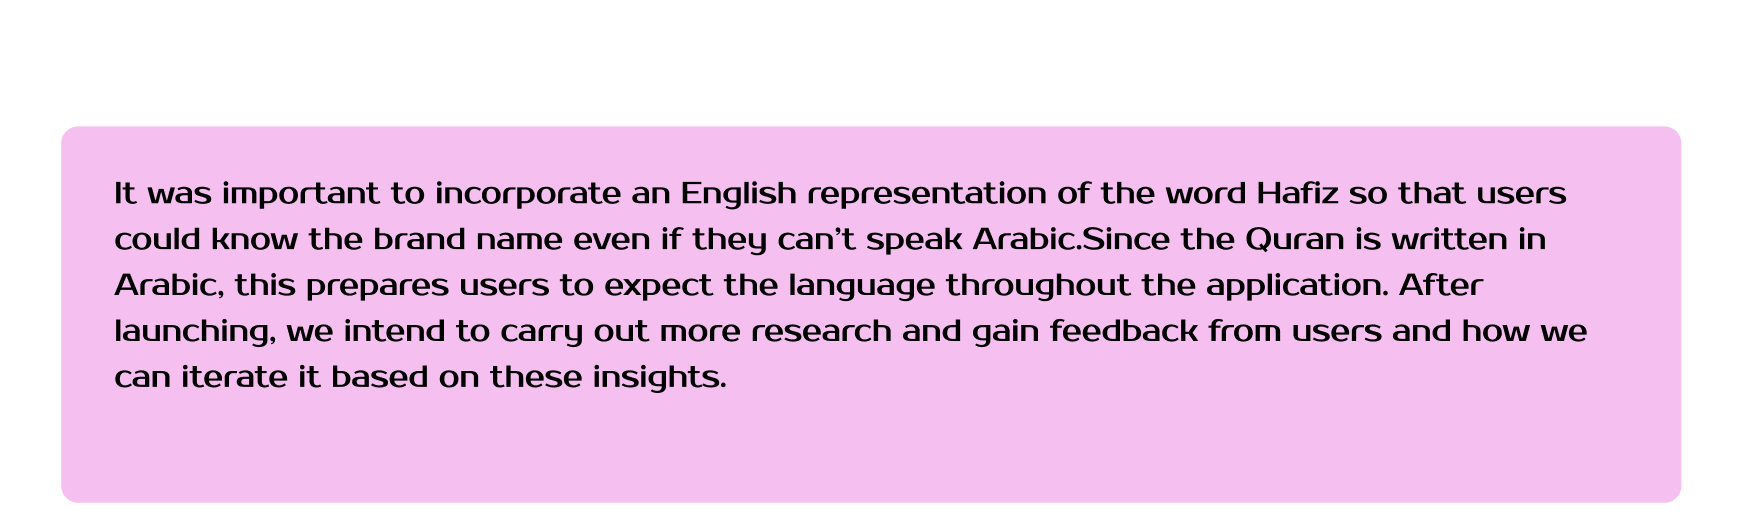 It was important to incorporate an English representation of the word Hafiz so that users
could know the brand name even if they can’t speak Arabic.Since the Quran is written in
Arabic, this prepares users to expect the language throughout the application. After
launching, we intend to carry out more research and gain feedback from users and how we
can iterate it based on these insights.